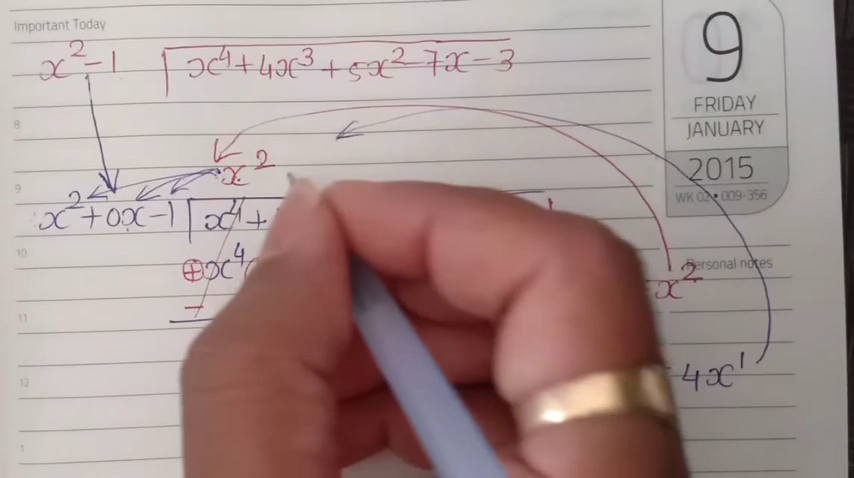 Important Today
x² - 1 x⁴ + 4x³ + 5x² - 7x - 3
9
FRIDAY
JANUARY
2015
WK 02 • 009-356
8
x²
9
x² + 0x - 1 x⁴ +
10
x⁴
Personal notes
x²
11
12
4x¹
1